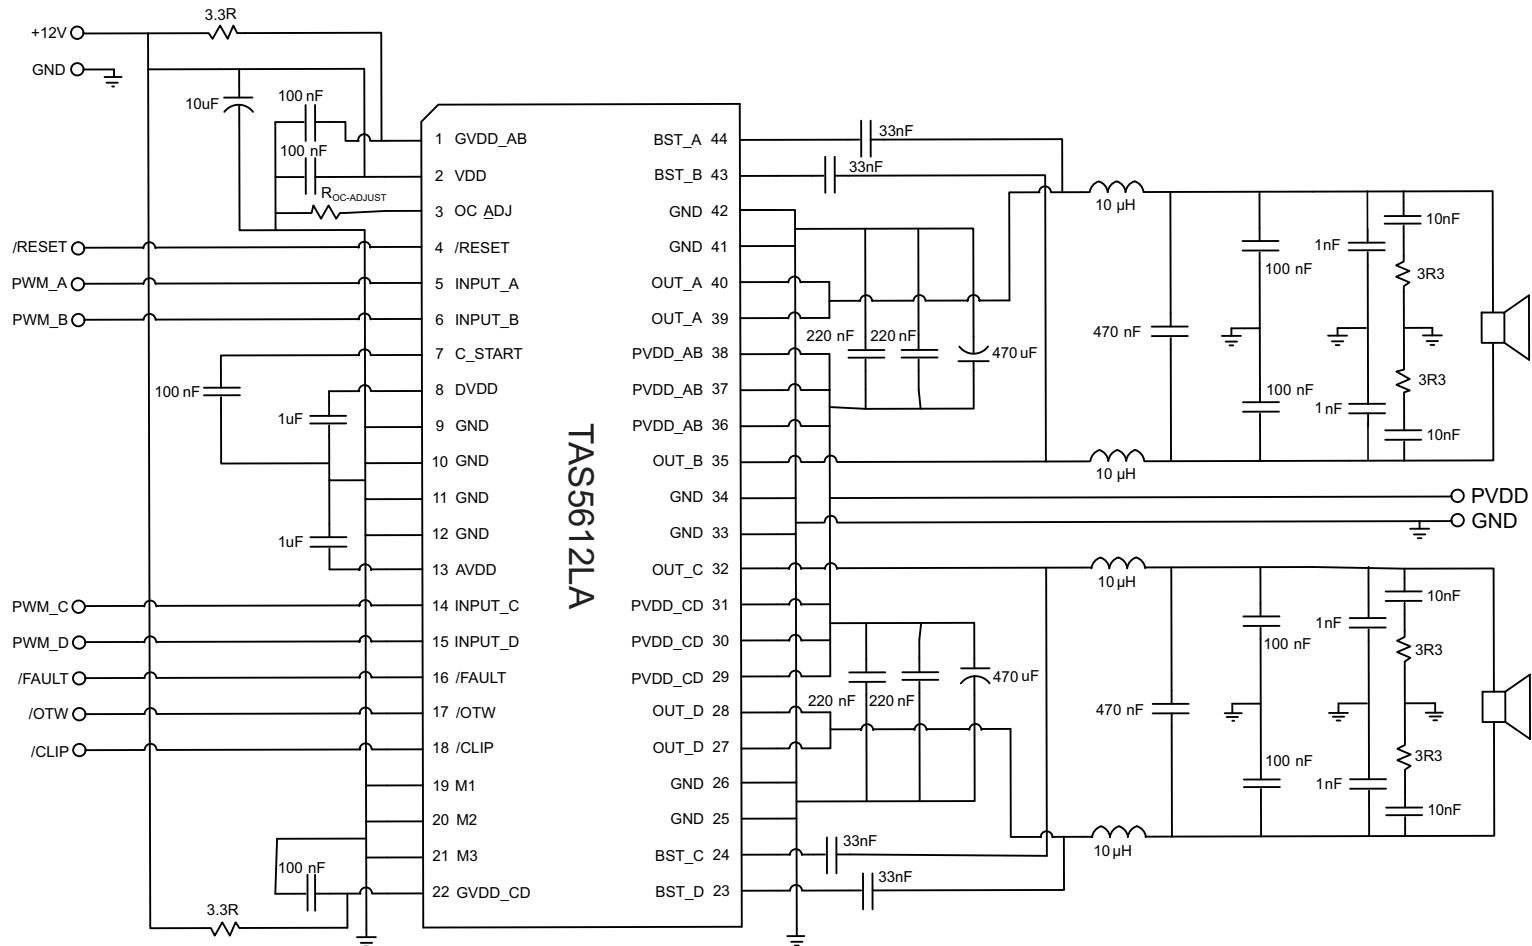 3.3R
+12V
GND
10uF
100 nF
100 nF
R_OC-ADJUST
1 GVDD_AB
2 VDD
3 OC_ADJ
/RESET
4 /RESET
PWM_A
5 INPUT_A
PWM_B
6 INPUT_B
7 C_START
100 nF
8 DVDD
1uF
9 GND
10 GND
11 GND
12 GND
1uF
13 AVDD
PWM_C
14 INPUT_C
PWM_D
15 INPUT_D
/FAULT
16 /FAULT
/OTW
17 /OTW
/CLIP
18 /CLIP
19 M1
20 M2
21 M3
100 nF
22 GVDD_CD
3.3R
TAS5612LA
BST_A 44
BST_B 43
GND 42
GND 41
OUT_A 40
OUT_A 39
PVDD_AB 38
PVDD_AB 37
PVDD_AB 36
OUT_B 35
GND 34
GND 33
OUT_C 32
PVDD_CD 31
PVDD_CD 30
PVDD_CD 29
OUT_D 28
OUT_D 27
GND 26
GND 25
BST_C 24
BST_D 23
33nF
33nF
10 µH
220 nF
220 nF
470 uF
470 nF
100 nF
100 nF
1nF
1nF
10nF
3R3
3R3
10nF
10 µH
PVDD
GND
10 µH
220 nF
220 nF
470 uF
470 nF
100 nF
100 nF
1nF
1nF
10nF
3R3
3R3
10nF
10 µH
33nF
33nF